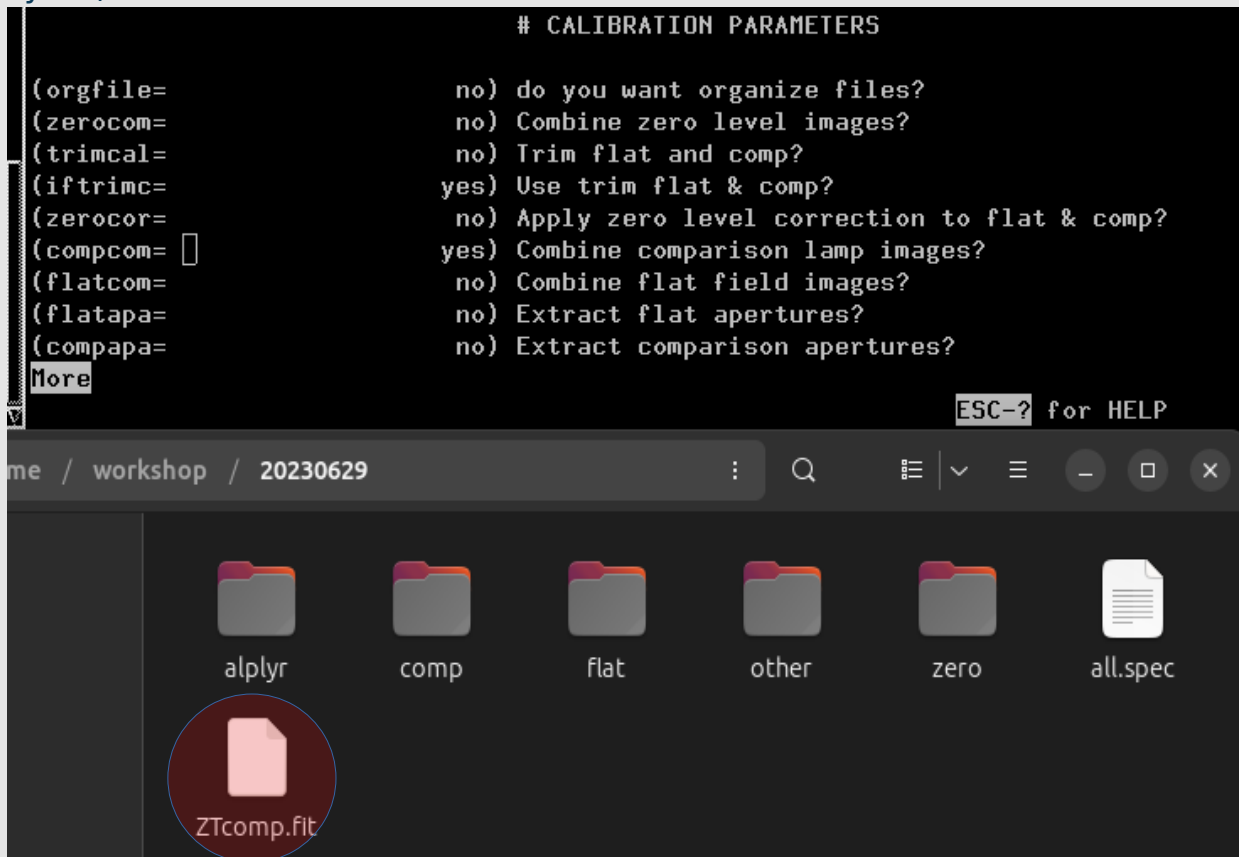 # CALIBRATION PARAMETERS
(orgfile= no) do you want organize files?
(zerocom= no) Combine zero level images?
(trimcal= no) Trim flat and comp?
(iftrimc= yes) Use trim flat & comp?
(zerocor= no) Apply zero level correction to flat & comp?
(compcom= yes) Combine comparison lamp images?
(flatcom= no) Combine flat field images?
(flatapa= no) Extract flat apertures?
(compapa= no) Extract comparison apertures?
More
ESC-? for HELP
me / workshop / 20230629
alplyr comp flat other zero all.spec
ZTcomp.fit